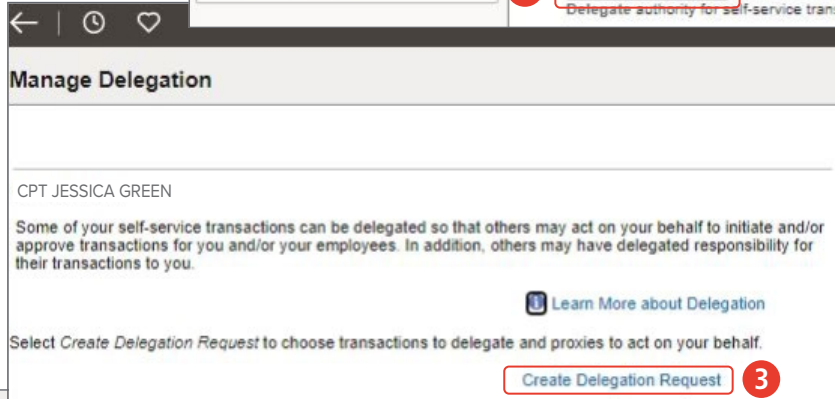 Delegate authority for self-service trans
Manage Delegation
CPT JESSICA GREEN
Some of your self-service transactions can be delegated so that others may act on your behalf to initiate and/or
approve transactions for you and/or your employees. In addition, others may have delegated responsibility for
their transactions to you.
Learn More about Delegation
Select Create Delegation Request to choose transactions to delegate and proxies to act on your behalf.
Create Delegation Request 3